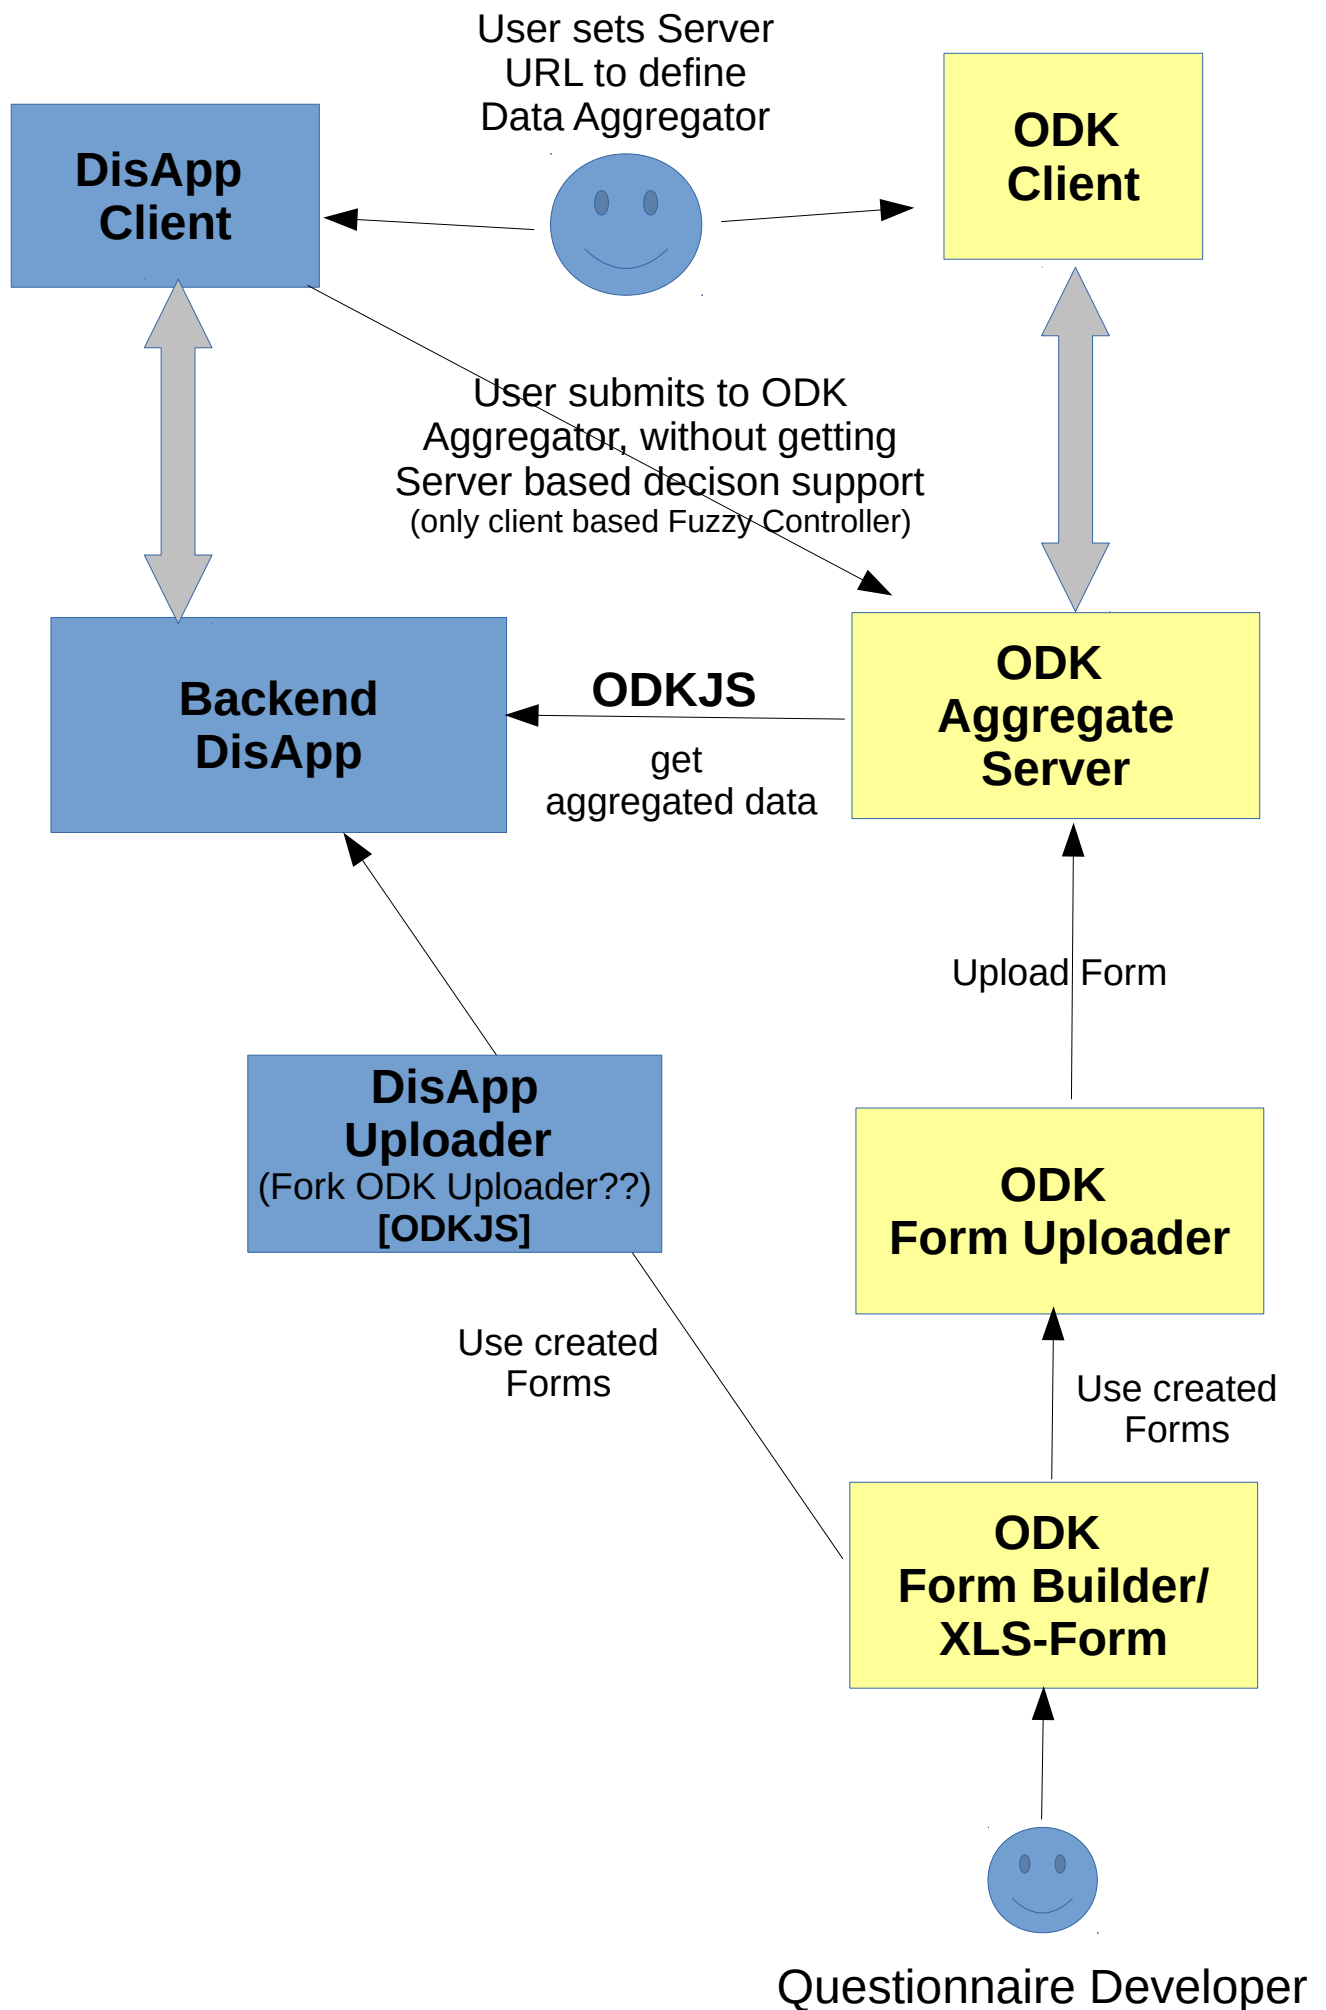 User sets Server
URL to define
Data Aggregator
DisApp
Client
ODK
Client
User submits to ODK
Aggregator, without getting
Server based decison support
(only client based Fuzzy Controller)
Backend
DisApp
ODKJS
get
aggregated data
ODK
Aggregate
Server
Upload Form
DisApp
Uploader
(Fork ODK Uploader??)
[ODKJS]
ODK
Form Uploader
Use created
Forms
Use created
Forms
ODK
Form Builder/
XLS-Form
Questionnaire Developer